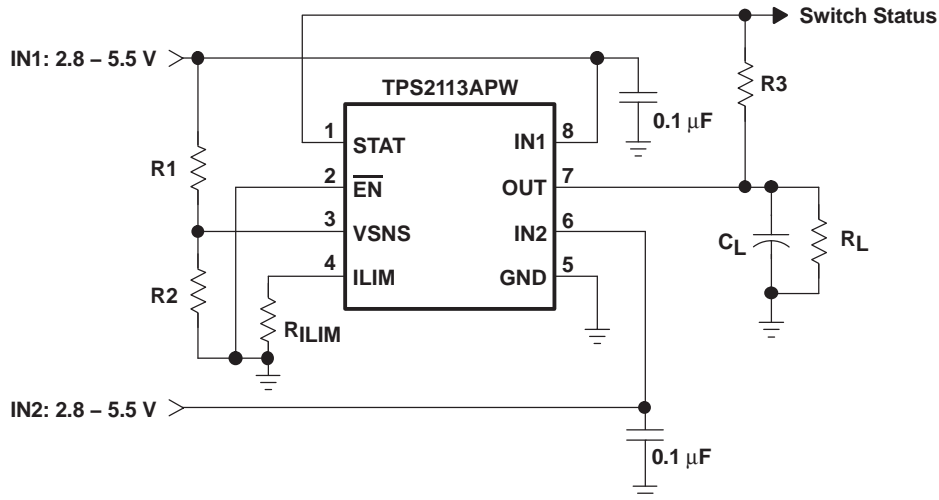 Switch Status
IN1: 2.8 – 5.5 V
TPS2113APW
R3
0.1 µF
1
STAT
IN1
8
R1
2
EN
OUT
7
3
VSNS
IN2
6
CL
RL
R2
4
ILIM
GND
5
RILIM
IN2: 2.8 – 5.5 V
0.1 µF